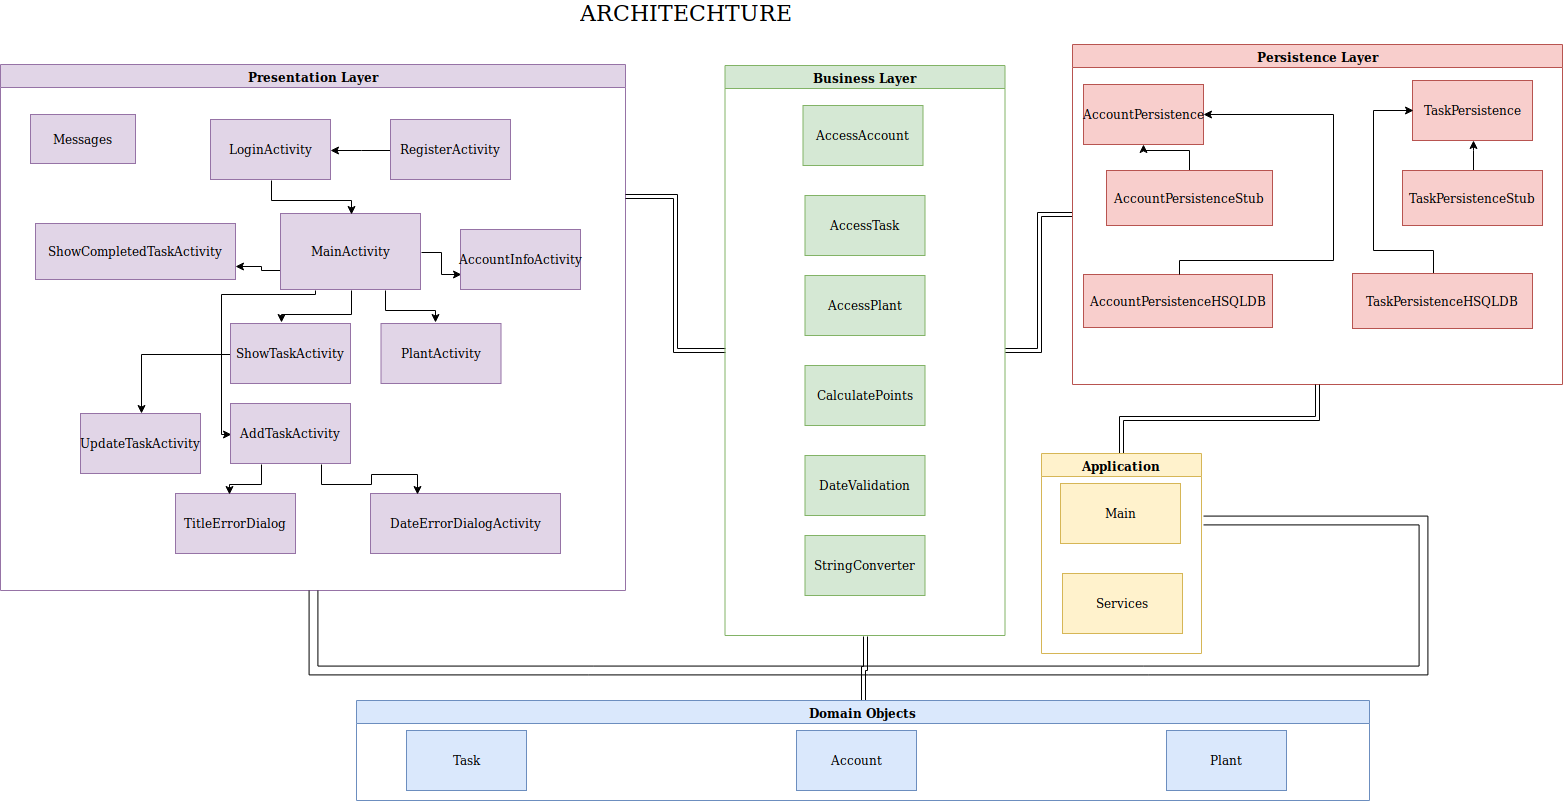 ARCHITECHTURE
Presentation Layer
Messages
LoginActivity
RegisterActivity
ShowCompletedTaskActivity
MainActivity
AccountInfoActivity
ShowTaskActivity
PlantActivity
UpdateTaskActivity
AddTaskActivity
TitleErrorDialog
DateErrorDialogActivity
Business Layer
AccessAccount
AccessTask
AccessPlant
CalculatePoints
DateValidation
StringConverter
Persistence Layer
AccountPersistence
TaskPersistence
AccountPersistenceStub
TaskPersistenceStub
AccountPersistenceHSQLDB
TaskPersistenceHSQLDB
Application
Main
Services
Domain Objects
Task
Account
Plant